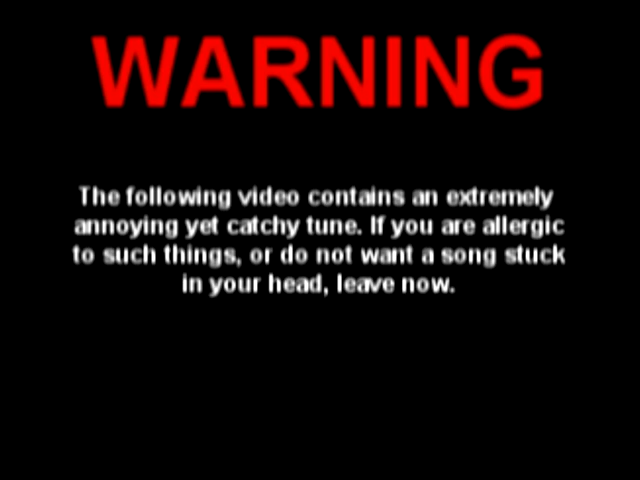 WARNING
The following video contains an extremely
annoying yet catchy tune. If you are allergic
to such things, or do not want a song stuck
in your head, leave now.